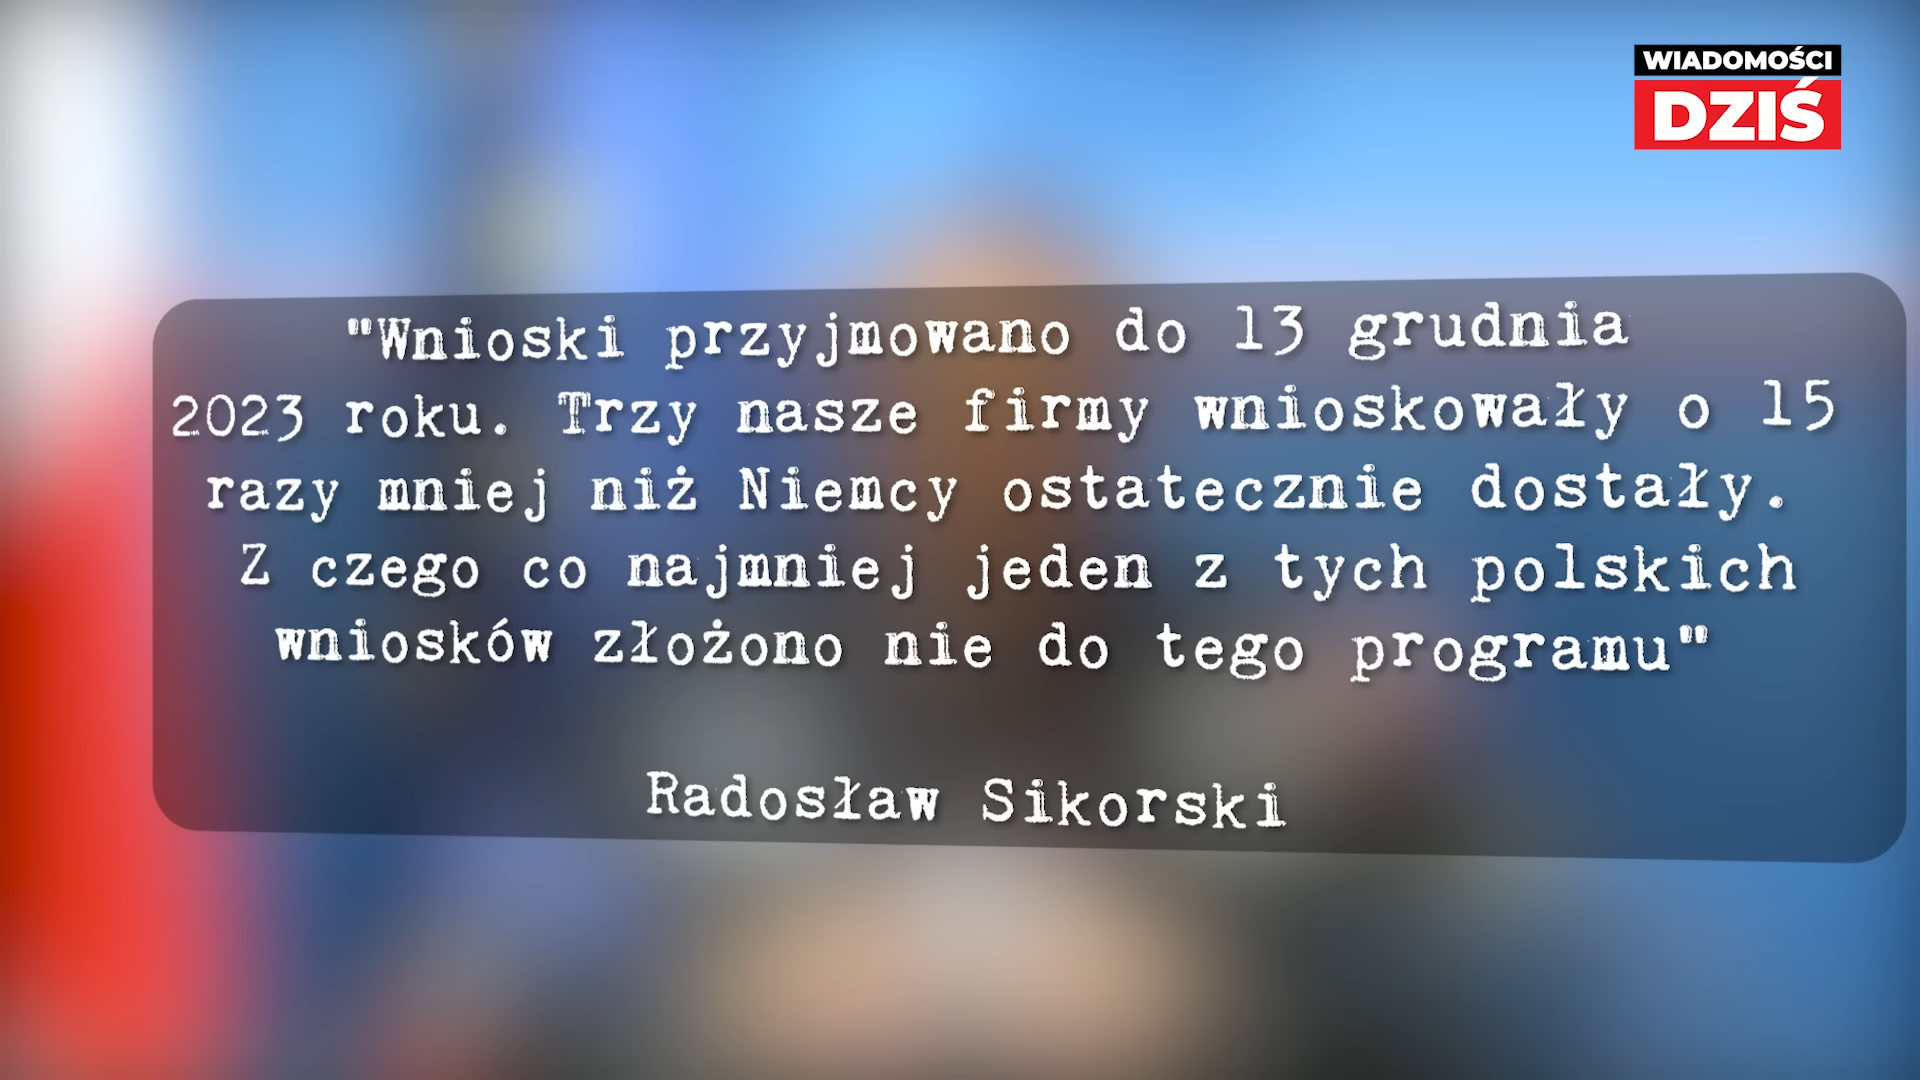 WIADOMOŚCI
DZIŚ
"Wnioski przyjmowano do 13 grudnia
2023 roku. Trzy nasze firmy wnioskowały o 15
razy mniej niż Niemcy ostatecznie dostały.
Z czego co najmniej jeden z tych polskich
wniosków złożono nie do tego programu"
Radosław Sikorski